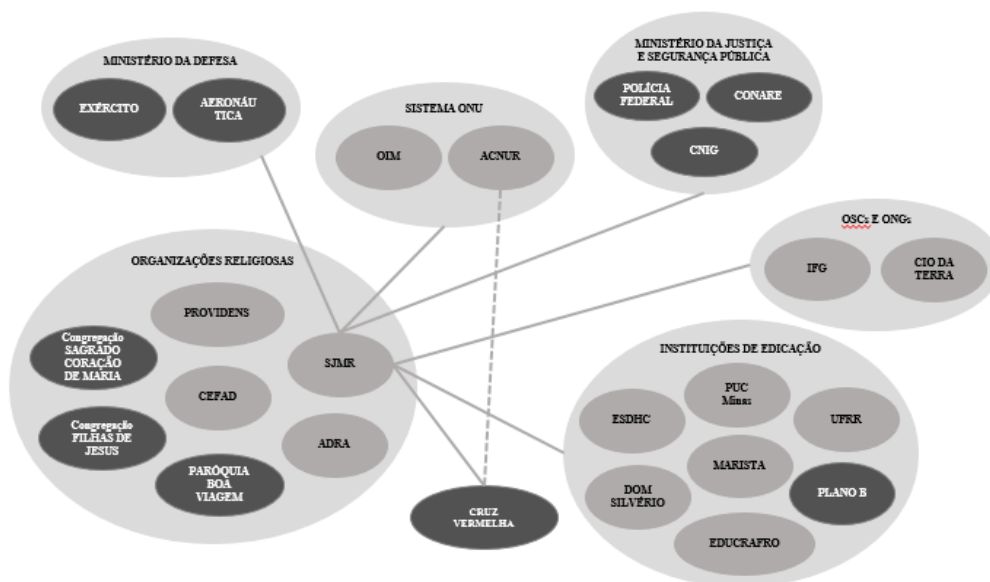 MINISTÉRIO DA DEFESA
EXÉRCITO
AERONÁU
TICA
SISTEMA ONU
OIM
ACNUR
MINISTÉRIO DA JUSTIÇA
E SEGURANÇA PÚBLICA
POLÍCIA
FEDERAL
CONARE
CNIG
OSCs E ONGs
IFG
CIO DA
TERRA
ORGANIZAÇÕES RELIGIOSAS
PROVIDENS
Congregação
SAGRADO
CORAÇÃO
DE MARIA
SJMR
CEFAD
Congregação
FILHAS DE
JESUS
ADRA
PARÓQUIA
BOA
VIAGEM
CRUZ
VERMELHA
INSTITUIÇÕES DE EDICAÇÃO
PUC
Minas
ESDHC
UFRR
MARISTA
DOM
SILVÉRIO
PLANO B
EDUCRAFRO